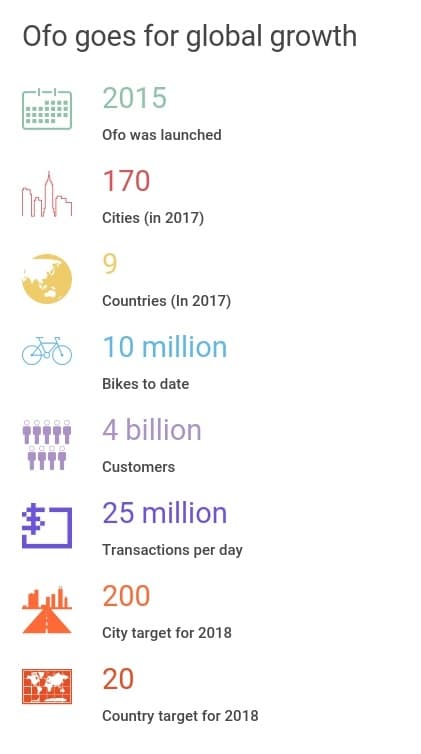 Ofo goes for global growth
2015
Ofo was launched
170
Cities (in 2017)
9
Countries (In 2017)
10 million
Bikes to date
4 billion
Customers
25 million
Transactions per day
200
City target for 2018
20
Country target for 2018